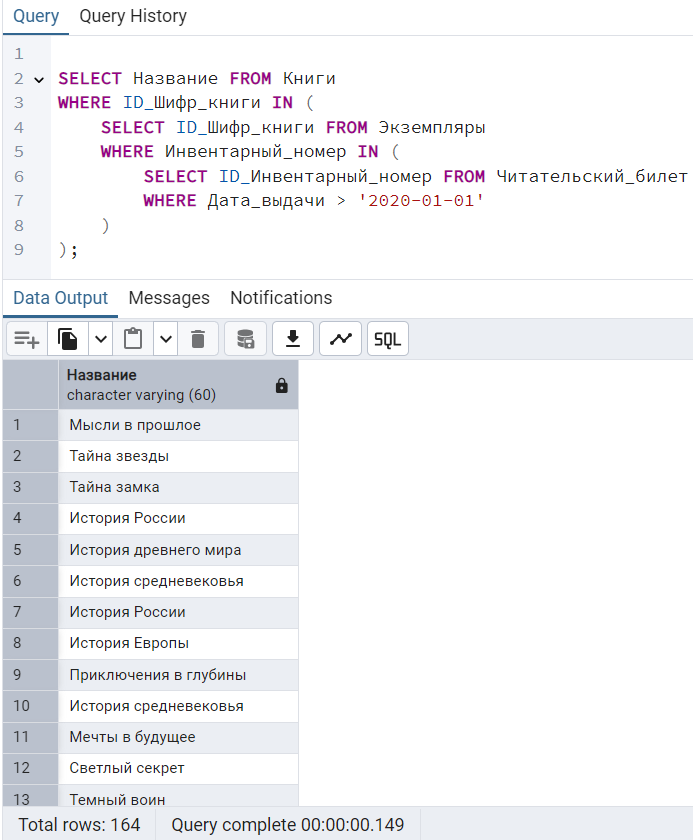 Query Query History
1
2 SELECT Название FROM Книги
3 WHERE ID_Шифр_книги IN (
4 SELECT ID_Шифр_книги FROM Экземпляры
5 WHERE Инвентарный_номер IN (
6 SELECT ID_Инвентарный_номер FROM Читательский_билет
7 WHERE Дата_выдачи > '2020-01-01'
8 )
9 );
Data Output Messages Notifications
SQL
Название
character varying (60)
1 Мысли в прошлое
2 Тайна звезды
3 Тайна замка
4 История России
5 История древнего мира
6 История средневековья
7 История России
8 История Европы
9 Приключения в глубины
10 История средневековья
11 Мечты в будущее
12 Светлый секрет
13 Темный воин
Total rows: 164 Query complete 00:00:00.149